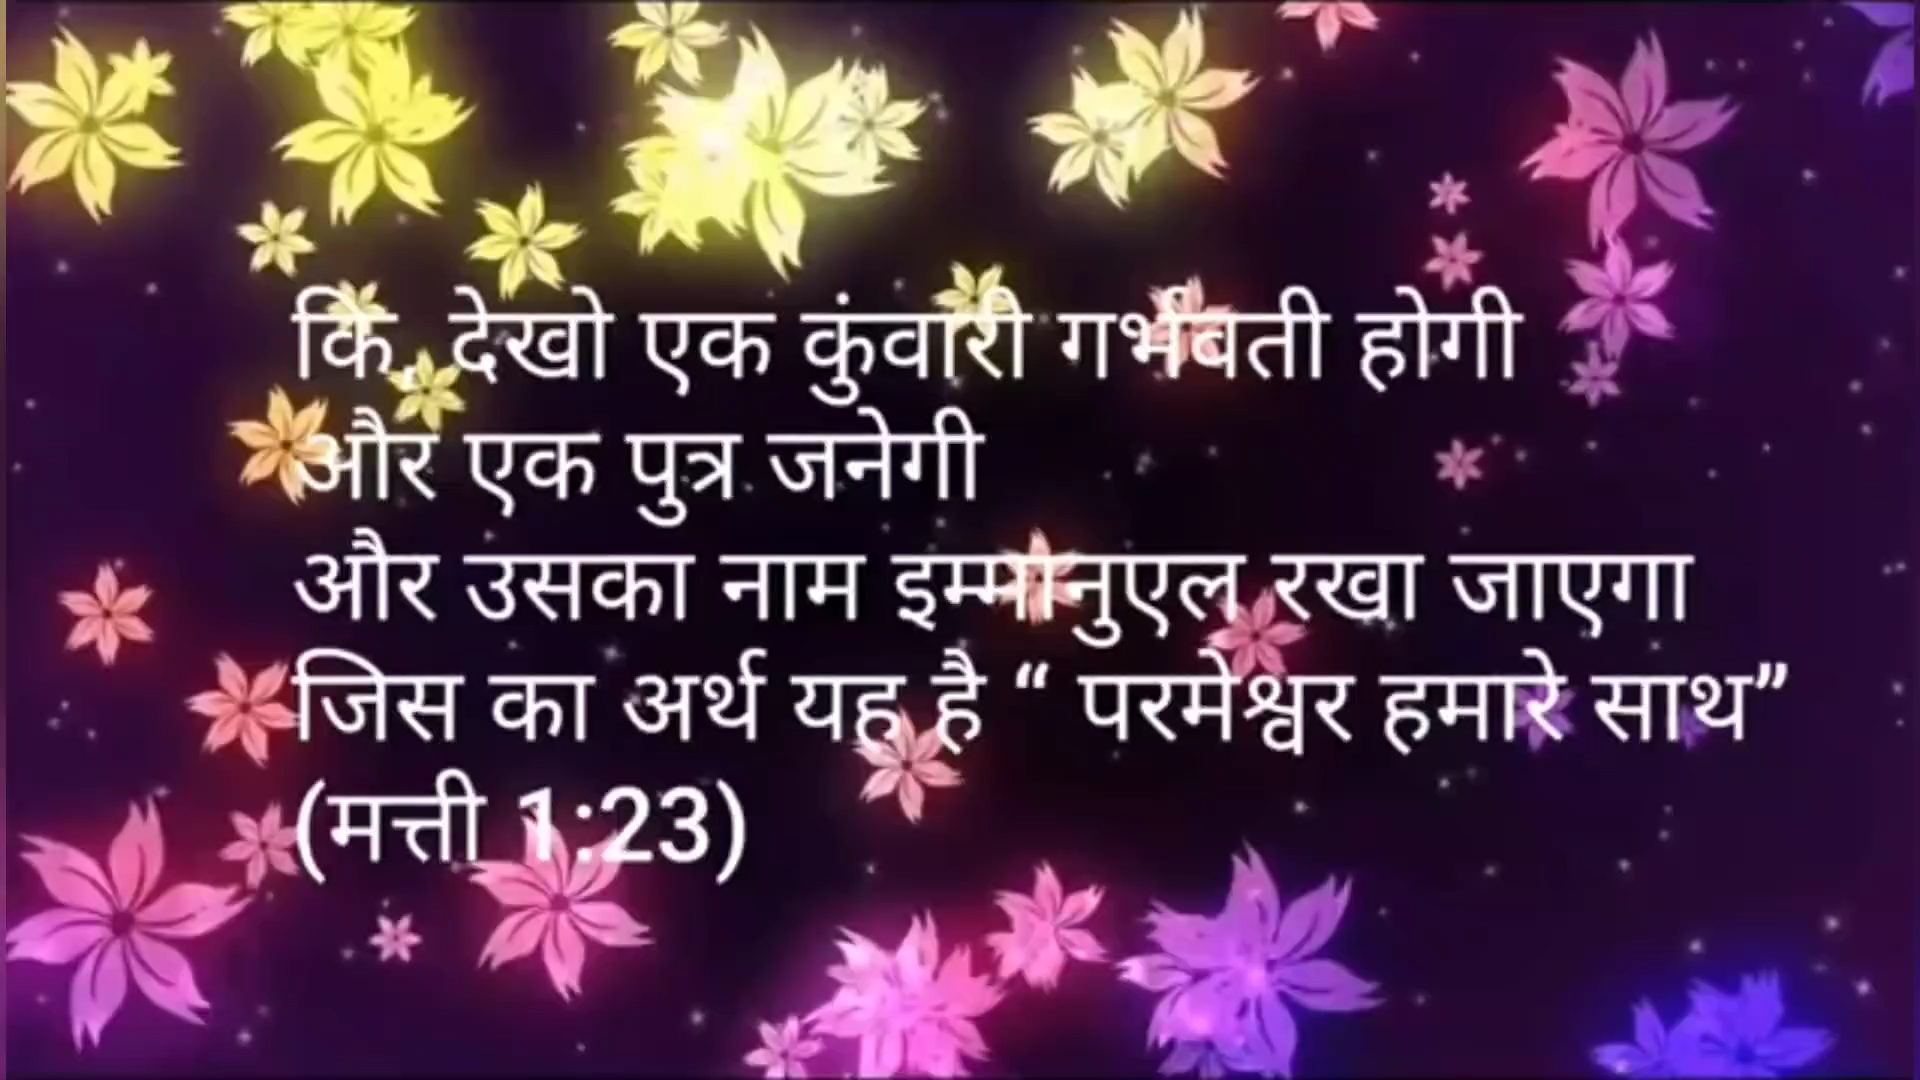 कि, देखो एक कुंवारी गर्भवती होगी
और एक पुत्र जनेगी
और उसका नाम इम्मानुएल रखा जाएगा
जिस का अर्थ यह है “ परमेश्वर हमारे साथ”
(मत्ती 1:23)